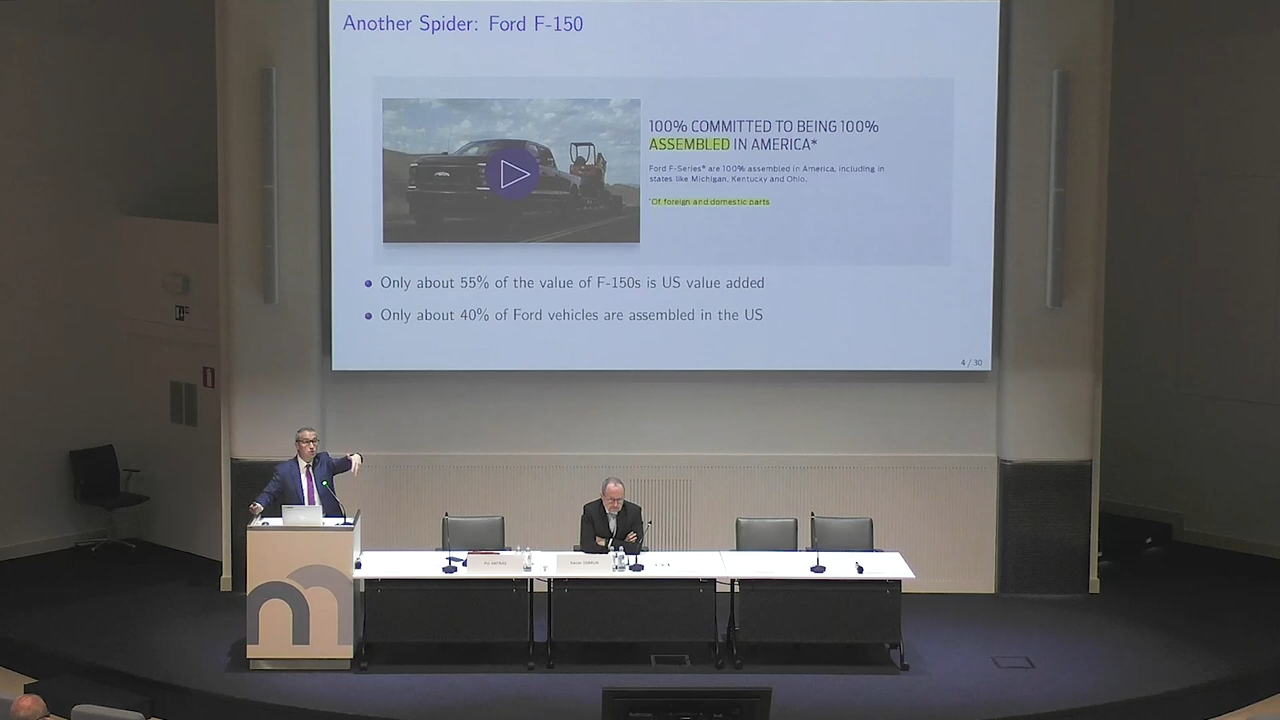 Another Spider: Ford F-150
100% COMMITTED TO BEING 100%
ASSEMBLED IN AMERICA*
Ford F-Series® are 100% assembled in America, including in
states like Michigan, Kentucky and Ohio.
*Of foreign and domestic parts
Only about 55% of the value of F-150s is US value added
Only about 40% of Ford vehicles are assembled in the US
4 / 30